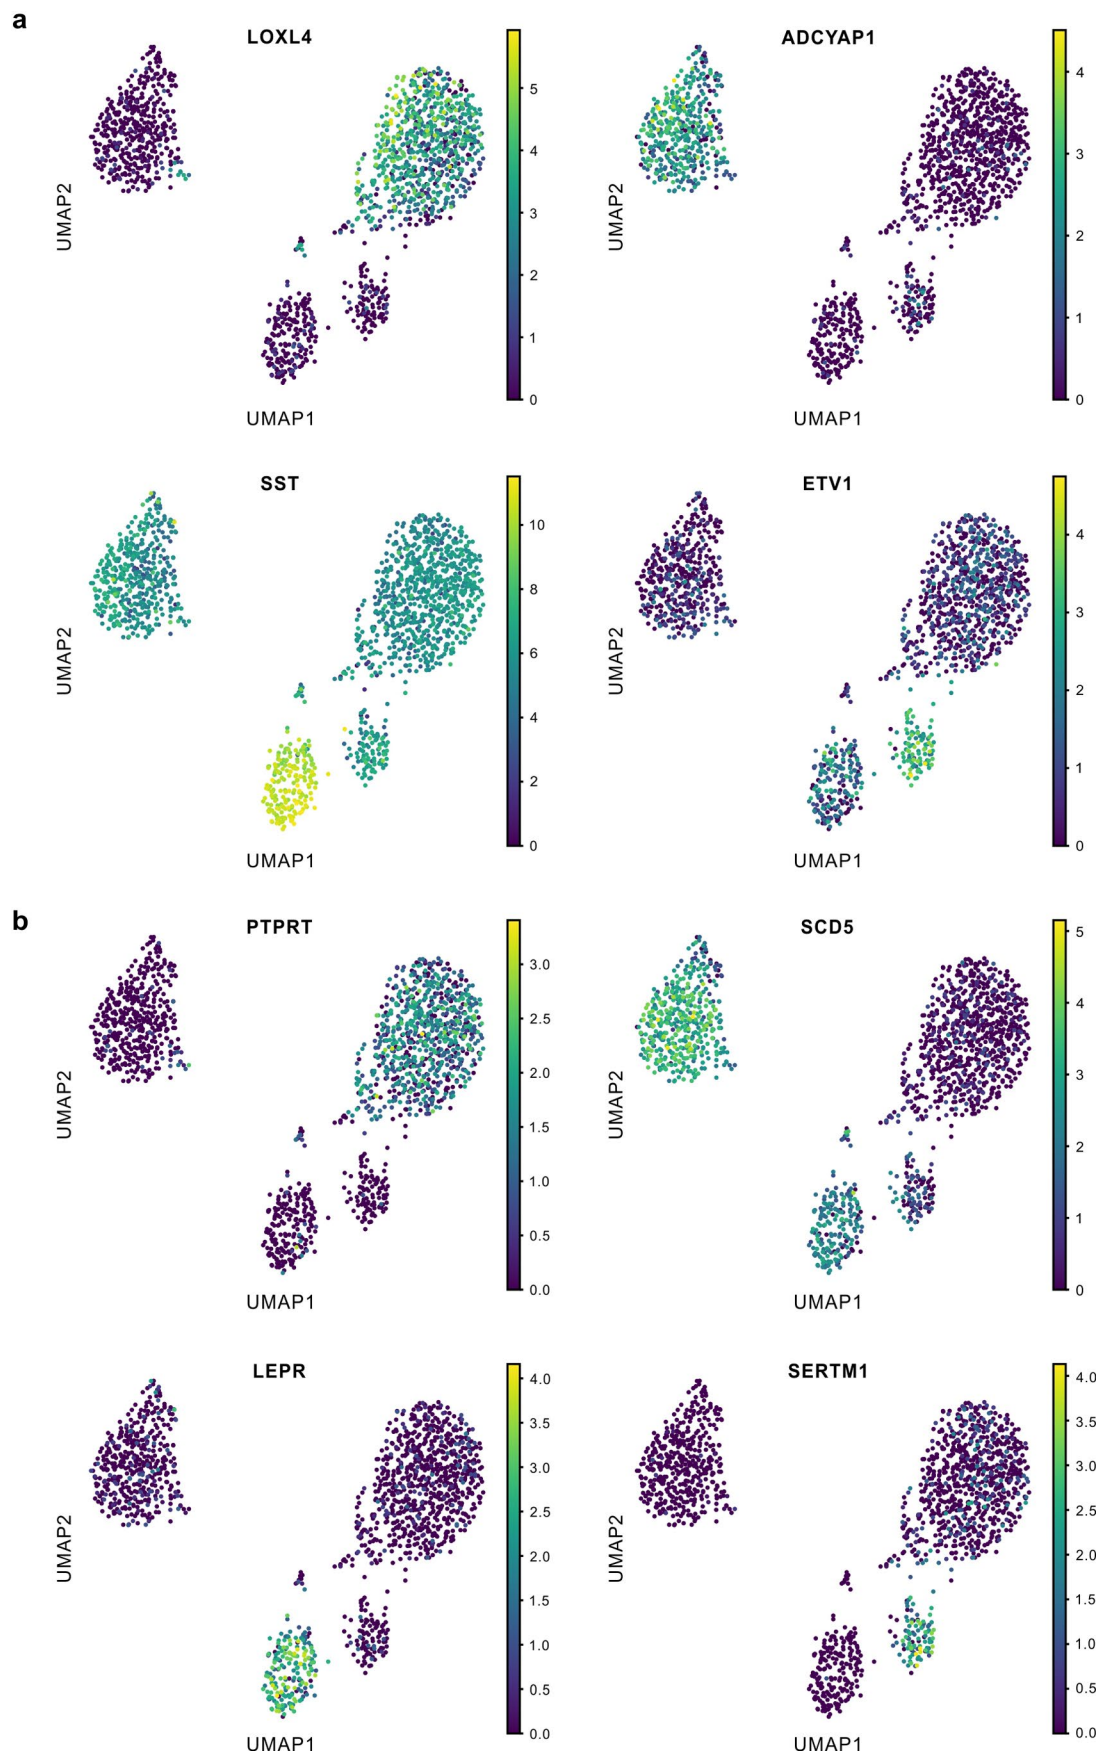 a
LOXL4
ADCYAP1
5
4
3
2
1
0
4
3
2
1
0
UMAP2
UMAP2
UMAP1
UMAP1
SST
ETV1
10
8
6
4
2
0
4
3
2
1
0
UMAP2
UMAP2
UMAP1
UMAP1
b
PTPRT
SCD5
3.0
2.5
2.0
1.5
1.0
0.5
0.0
5
4
3
2
1
0
UMAP2
UMAP2
UMAP1
UMAP1
LEPR
SERTM1
4.0
3.5
3.0
2.5
2.0
1.5
1.0
0.5
0.0
4.0
3.5
3.0
2.5
2.0
1.5
1.0
0.5
0.0
UMAP2
UMAP2
UMAP1
UMAP1